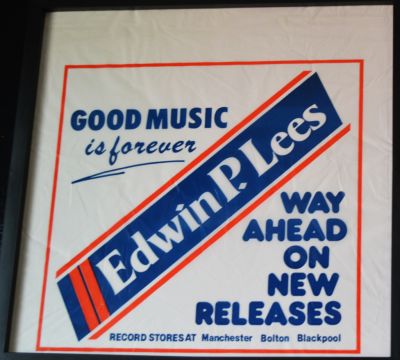 GOOD MUSIC
is forever
Edwin P. Lees
WAY
AHEAD
ON
NEW
RELEASES
RECORD STORES AT Manchester Bolton Blackpool